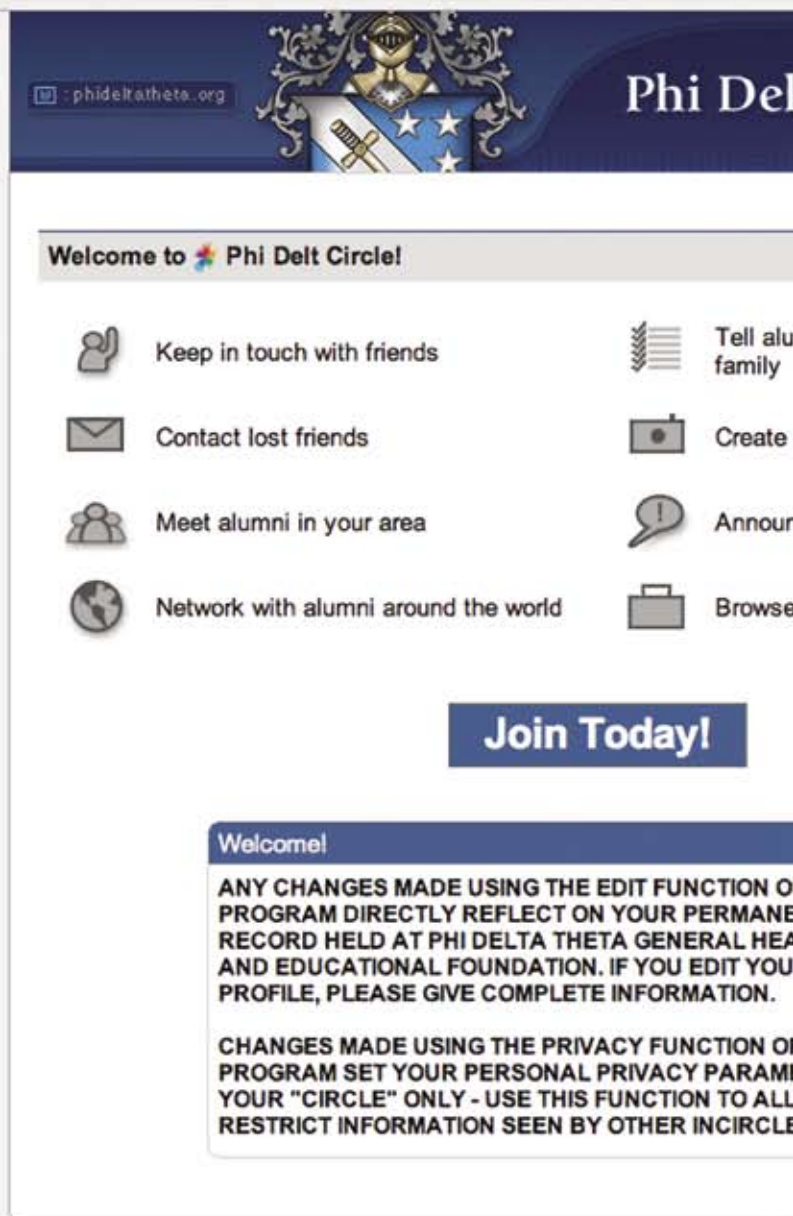 : phideltatheta.org
Phi Del
Welcome to Phi Delt Circle!
Keep in touch with friends
Tell alu
family
Contact lost friends
Create
Meet alumni in your area
Announ
Network with alumni around the world
Browse
Join Today!
Welcome!
ANY CHANGES MADE USING THE EDIT FUNCTION O
PROGRAM DIRECTLY REFLECT ON YOUR PERMANE
RECORD HELD AT PHI DELTA THETA GENERAL HEA
AND EDUCATIONAL FOUNDATION. IF YOU EDIT YOU
PROFILE, PLEASE GIVE COMPLETE INFORMATION.
CHANGES MADE USING THE PRIVACY FUNCTION O
PROGRAM SET YOUR PERSONAL PRIVACY PARAM
YOUR "CIRCLE" ONLY - USE THIS FUNCTION TO ALL
RESTRICT INFORMATION SEEN BY OTHER INCIRCLE